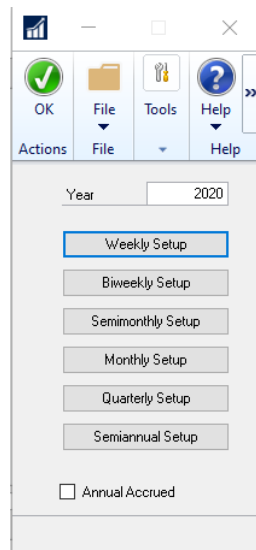 OK File Tools Help »
Actions File Help
Year 2020
Weekly Setup
Biweekly Setup
Semimonthly Setup
Monthly Setup
Quarterly Setup
Semiannual Setup
Annual Accrued